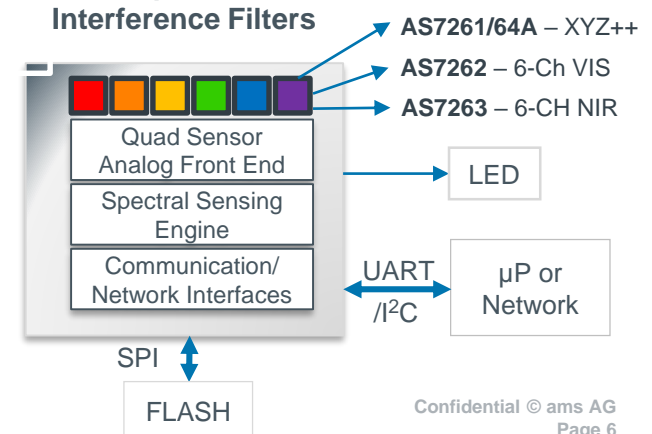 Interference Filters
AS7261/64A – XYZ++
AS7262 – 6-Ch VIS
AS7263 – 6-CH NIR
Quad Sensor
Analog Front End
LED
Spectral Sensing
Engine
Communication/
Network Interfaces
UART
/I²C
µP or
Network
SPI
FLASH
Confidential © ams AG
Page 6